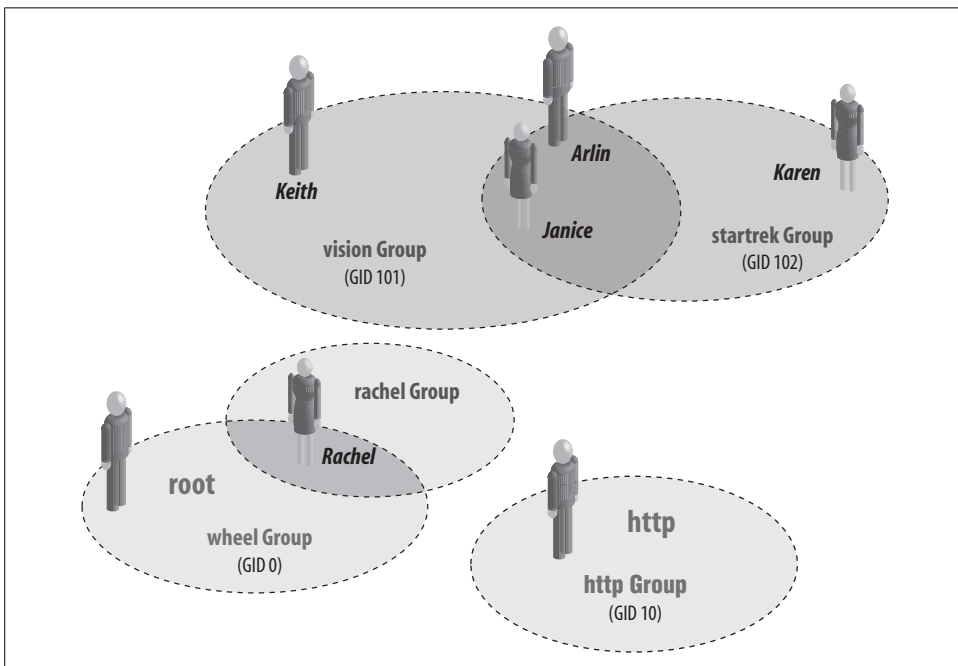 Keith
Arlin
Karen
Janice
vision Group
(GID 101)
startrek Group
(GID 102)
rachel Group
Rachel
root
wheel Group
(GID 0)
http
http Group
(GID 10)